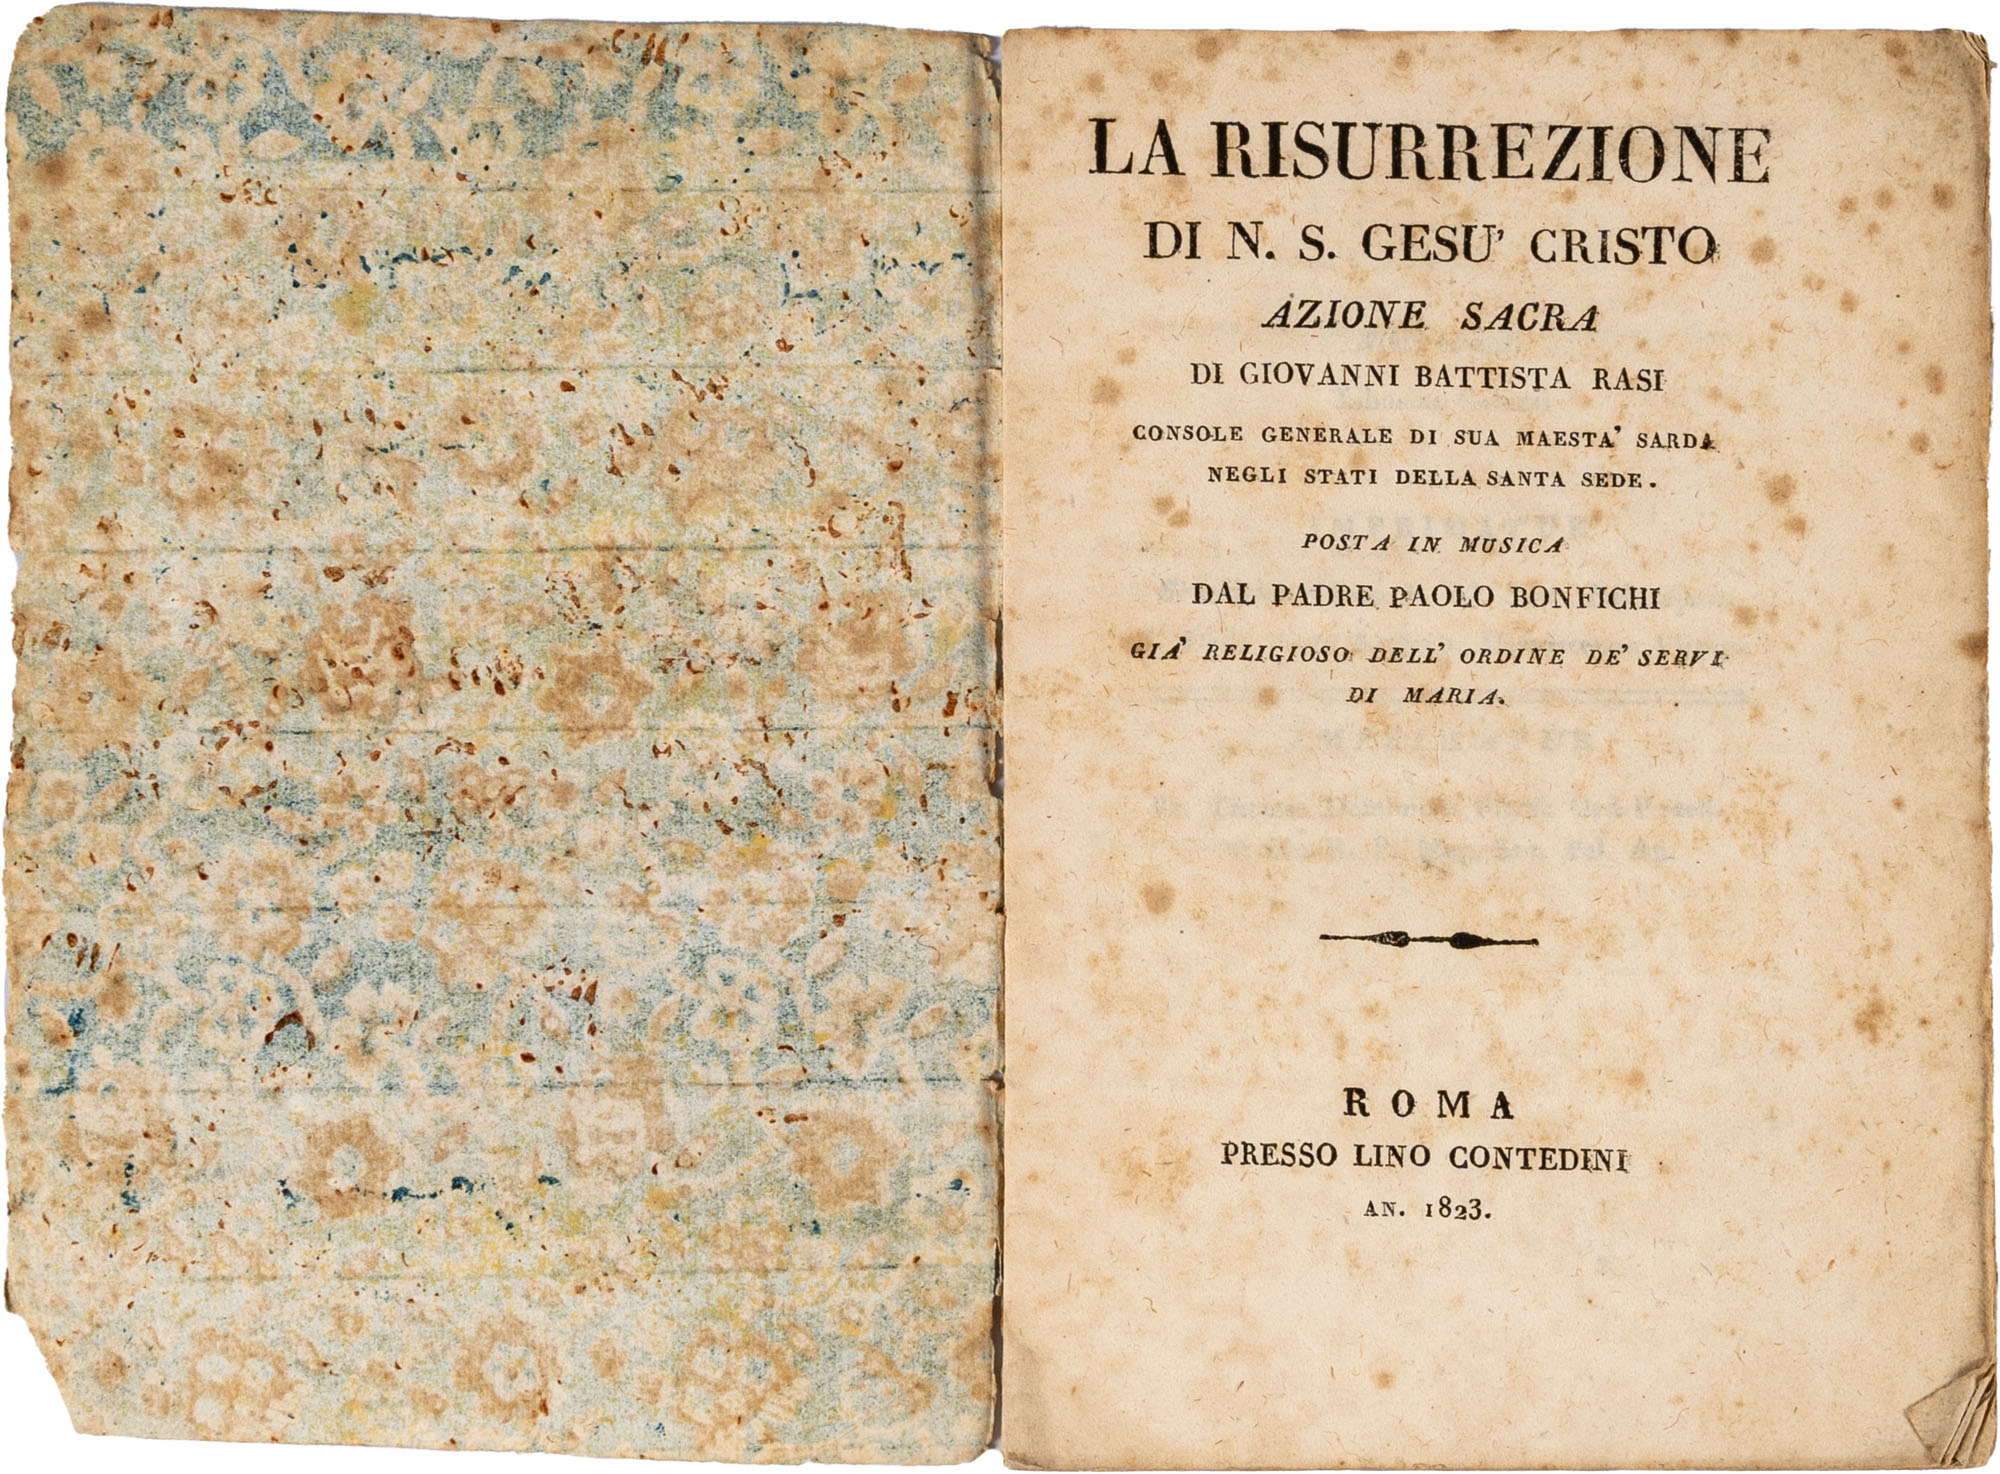 LA RISURREZIONE
DI N. S. GESU' CRISTO
AZIONE SACRA
DI GIOVANNI BATTISTA RASI
CONSOLE GENERALE DI SUA MAESTA' SARDA
NEGLI STATI DELLA SANTA SEDE.
POSTA IN MUSICA
DAL PADRE PAOLO BONFICHI
GIA' RELIGIOSO DELL' ORDINE DE' SERVI
DI MARIA.
ROMA
PRESSO LINO CONTEDINI
AN. 1823.